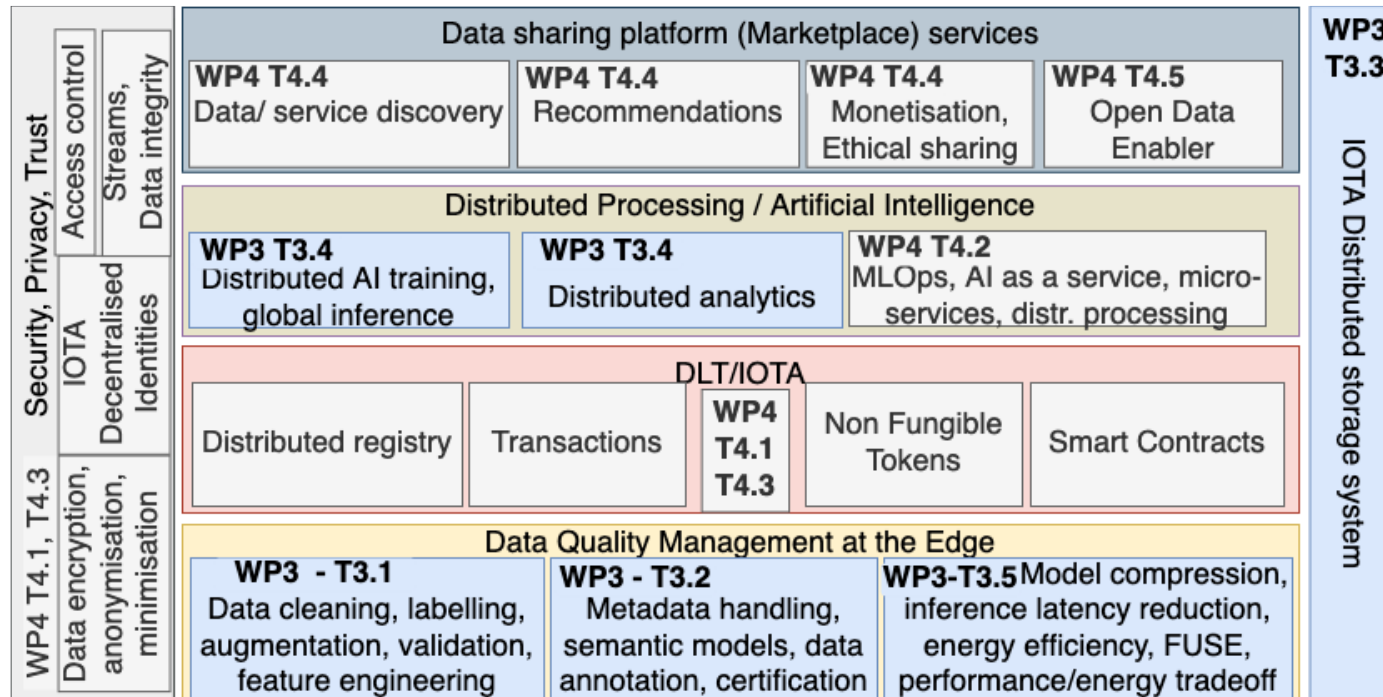 Security, Privacy, Trust
WP4 T4.1, T4.3
Access control
Streams,
Data integrity
IOTA
Decentralised
Identities
Data encryption,
anonymisation,
minimisation
Data sharing platform (Marketplace) services
WP4 T4.4
Data/ service discovery
WP4 T4.4
Recommendations
WP4 T4.4
Monetisation,
Ethical sharing
WP4 T4.5
Open Data
Enabler
Distributed Processing / Artificial Intelligence
WP3 T3.4
Distributed AI training,
global inference
WP3 T3.4
Distributed analytics
WP4 T4.2
MLOps, AI as a service, micro-
services, distr. processing
DLT/IOTA
Distributed registry
Transactions
WP4
T4.1
T4.3
Non Fungible
Tokens
Smart Contracts
Data Quality Management at the Edge
WP3 - T3.1
Data cleaning, labelling,
augmentation, validation,
feature engineering
WP3 - T3.2
Metadata handling,
semantic models, data
annotation, certification
WP3-T3.5 Model compression,
inference latency reduction,
energy efficiency, FUSE,
performance/energy tradeoff
WP3
T3.3
IOTA Distributed storage system